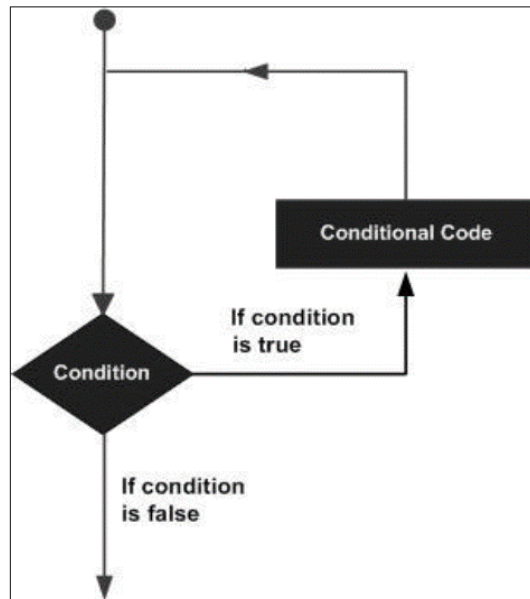 Conditional Code
If condition
is true
Condition
If condition
is false